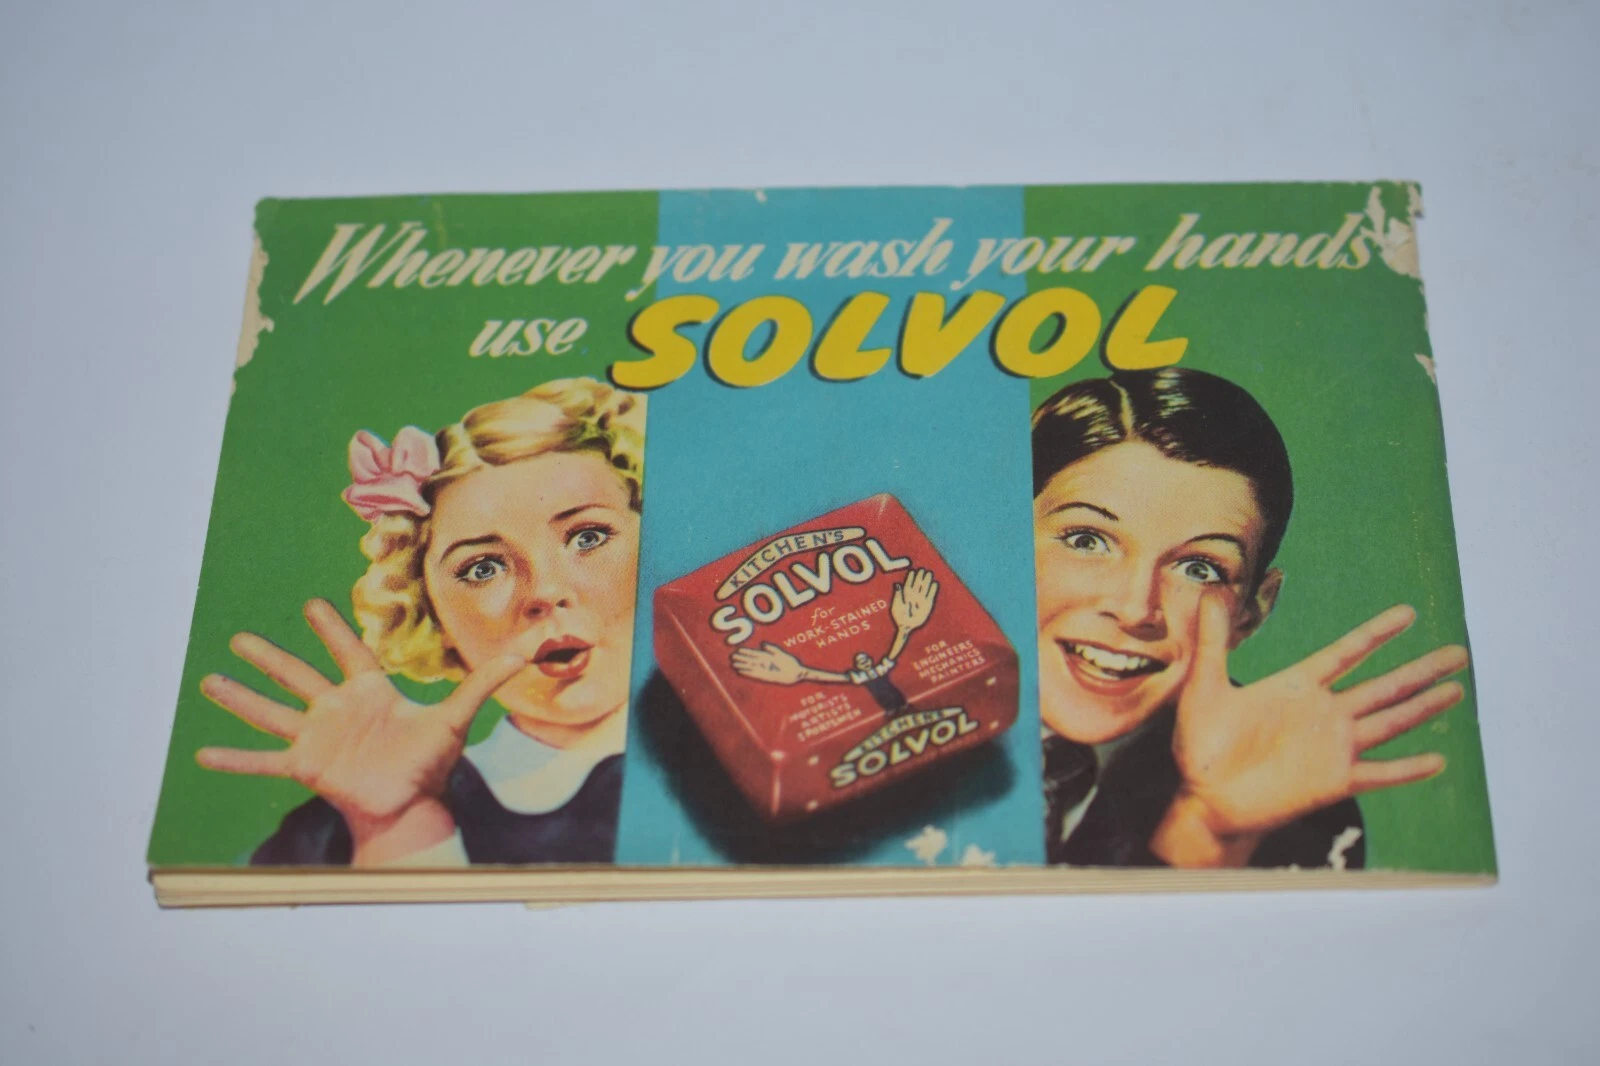 Whenever you wash your hands
use SOLVOL
KITCHEN'S
SOLVOL
for
WORK-STAINED
HANDS
FOR
ENGINEERS
MECHANICS
PAINTERS
FOR
MOTORISTS
ARTISTS
SPORTSMEN
KITCHEN'S
SOLVOL